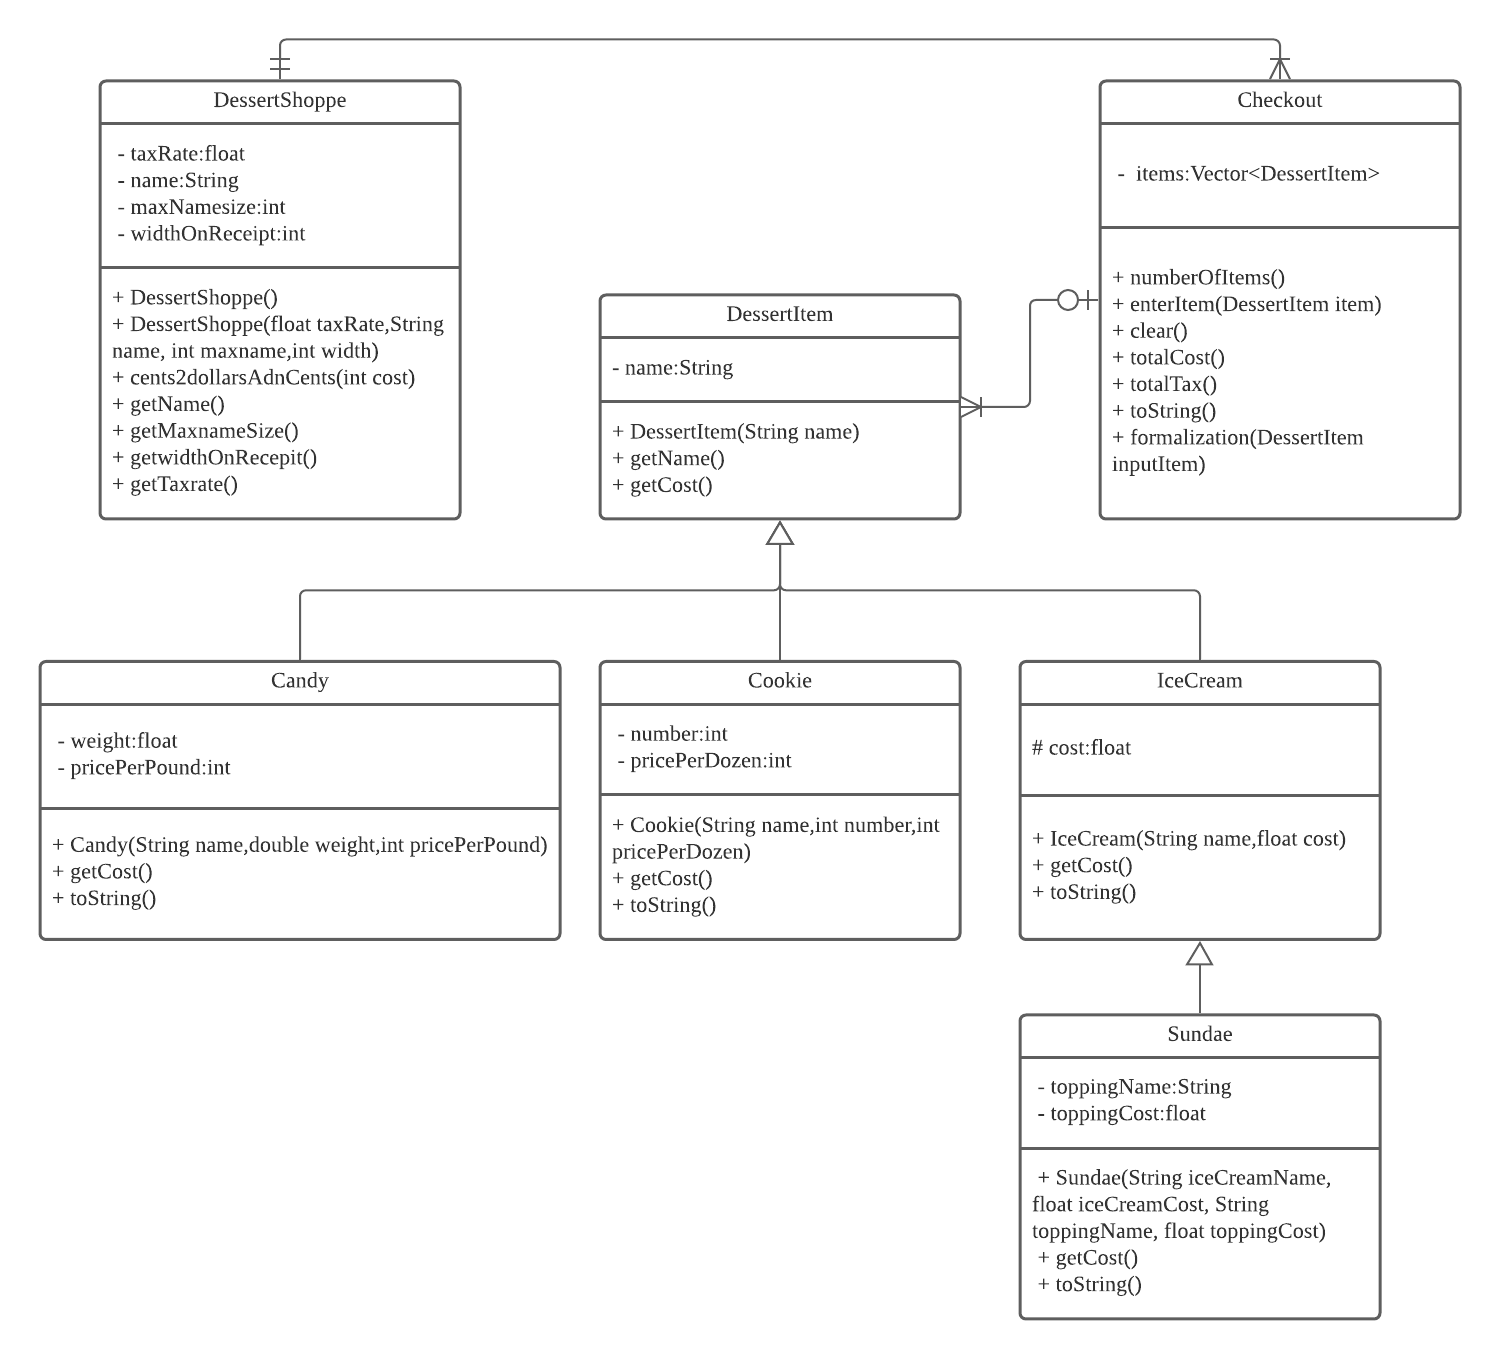 DessertShoppe
- taxRate:float
- name:String
- maxNamesize:int
- widthOnReceipt:int
+ DessertShoppe()
+ DessertShoppe(float taxRate,String
name, int maxname,int width)
+ cents2dollarsAdnCents(int cost)
+ getName()
+ getMaxnameSize()
+ getwidthOnRecepit()
+ getTaxrate()
Checkout
- items:Vector<DessertItem>
+ numberOfItems()
+ enterItem(DessertItem item)
+ clear()
+ totalCost()
+ totalTax()
+ toString()
+ formalization(DessertItem
inputItem)
DessertItem
- name:String
+ DessertItem(String name)
+ getName()
+ getCost()
Candy
- weight:float
- pricePerPound:int
+ Candy(String name,double weight,int pricePerPound)
+ getCost()
+ toString()
Cookie
- number:int
- pricePerDozen:int
+ Cookie(String name,int number,int
pricePerDozen)
+ getCost()
+ toString()
IceCream
# cost:float
+ IceCream(String name,float cost)
+ getCost()
+ toString()
Sundae
- toppingName:String
- toppingCost:float
+ Sundae(String iceCreamName,
float iceCreamCost, String
toppingName, float toppingCost)
+ getCost()
+ toString()